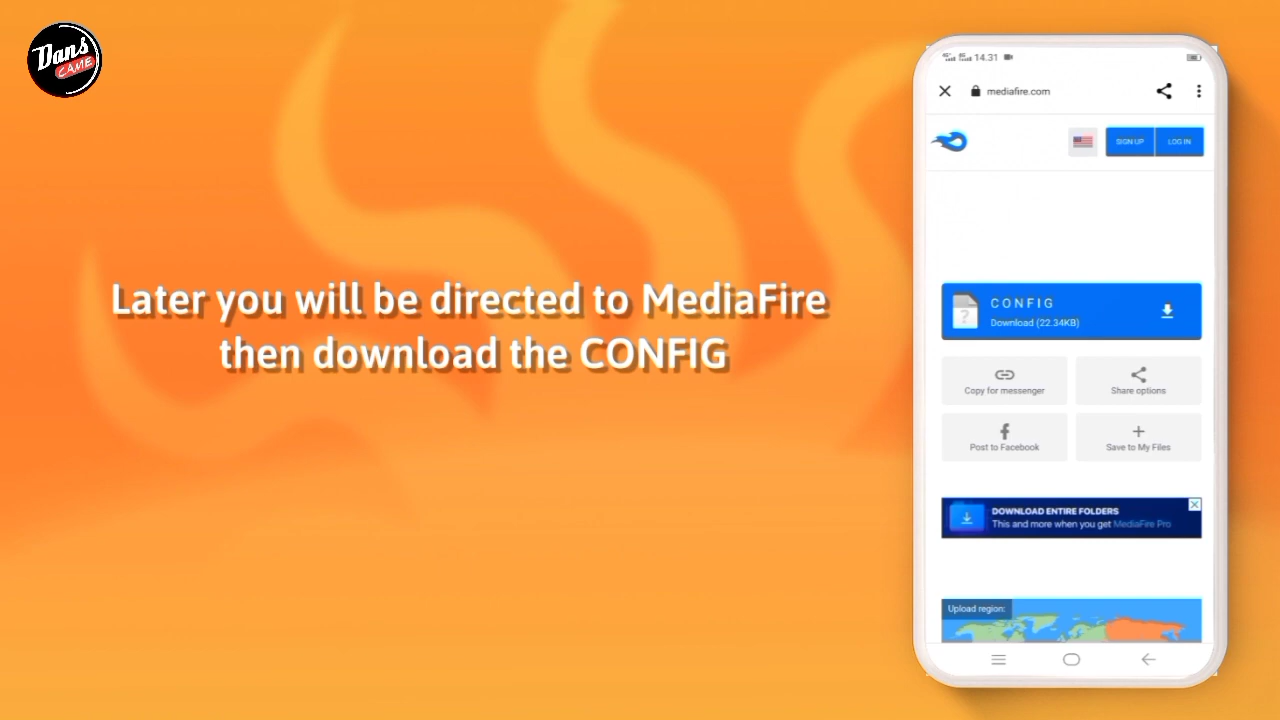 Dans
CAME
Later you will be directed to MediaFire
then download the CONFIG
14.31
mediafire.com
SIGN UP
LOG IN
CONFIG
Download (22.34KB)
?
Copy for messenger
Share options
Post to Facebook
Save to My Files
DOWNLOAD ENTIRE FOLDERS
This and more when you get MediaFire Pro
Upload region: